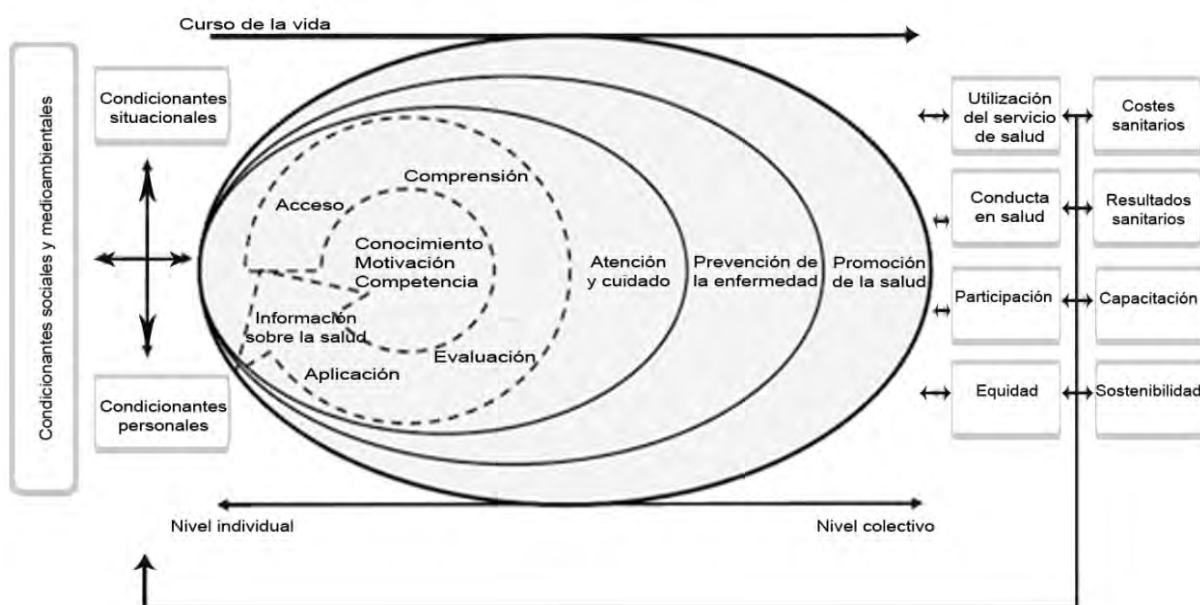 Curso de la vida
Condicionantes sociales y medioambientales
Condicionantes
situacionales
Condicionantes
personales
Acceso
Comprensión
Conocimiento
Motivación
Competencia
Información
sobre la salud
Aplicación
Evaluación
Atención
y cuidado
Prevención de
la enfermedad
Promoción
de la salud
Utilización
del servicio
de salud
Costes
sanitarios
Conducta
en salud
Resultados
sanitarios
Participación
Capacitación
Equidad
Sostenibilidad
Nivel individual
Nivel colectivo